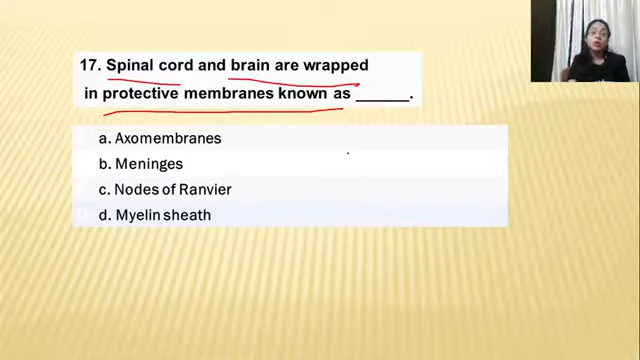 17. Spinal cord and brain are wrapped
in protective membranes known as ______.
a. Axomembranes
b. Meninges
c. Nodes of Ranvier
d. Myelin sheath